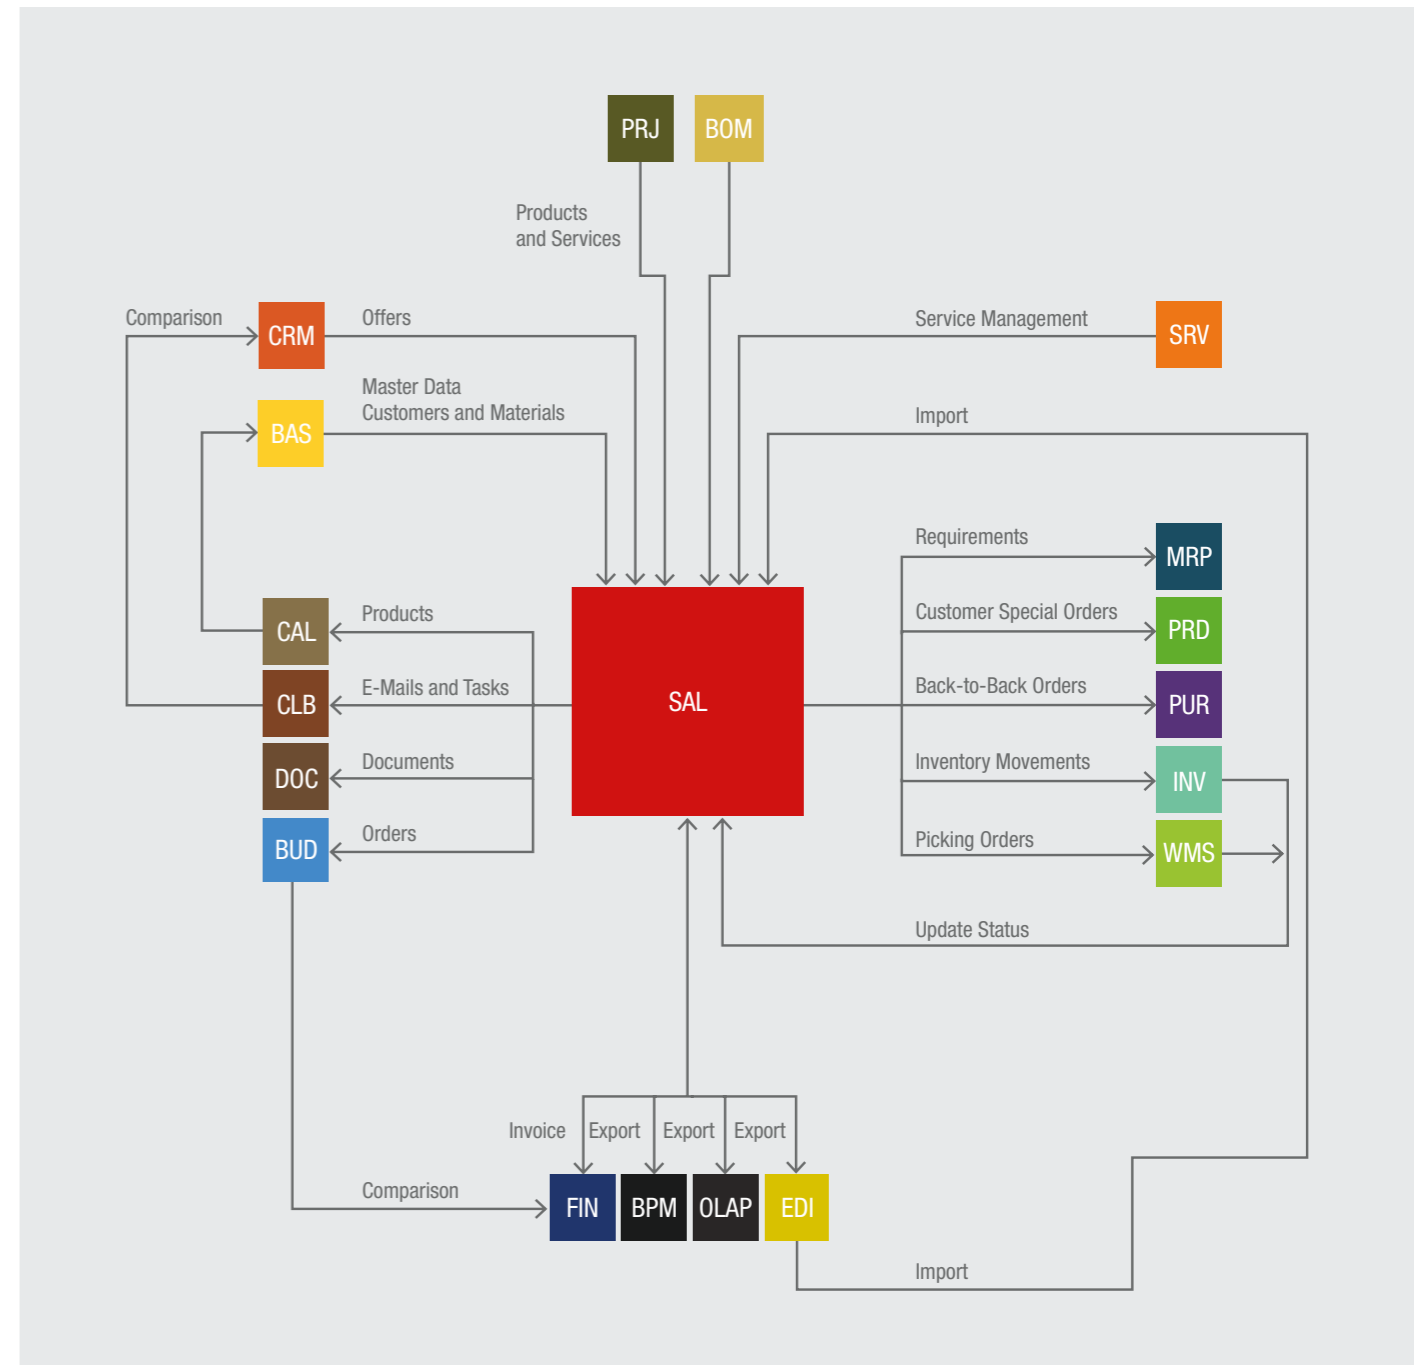 PRJ
BOM
Products
and Services
Comparison
CRM
Offers
Service Management
SRV
Master Data
Customers and Materials
BAS
Import
Requirements
MRP
CAL
Products
Customer Special Orders
PRD
CLB
E-Mails and Tasks
SAL
Back-to-Back Orders
PUR
DOC
Documents
Inventory Movements
INV
BUD
Orders
Picking Orders
WMS
Update Status
Invoice
Export
Export
Export
Comparison
FIN
BPM
OLAP
EDI
Import